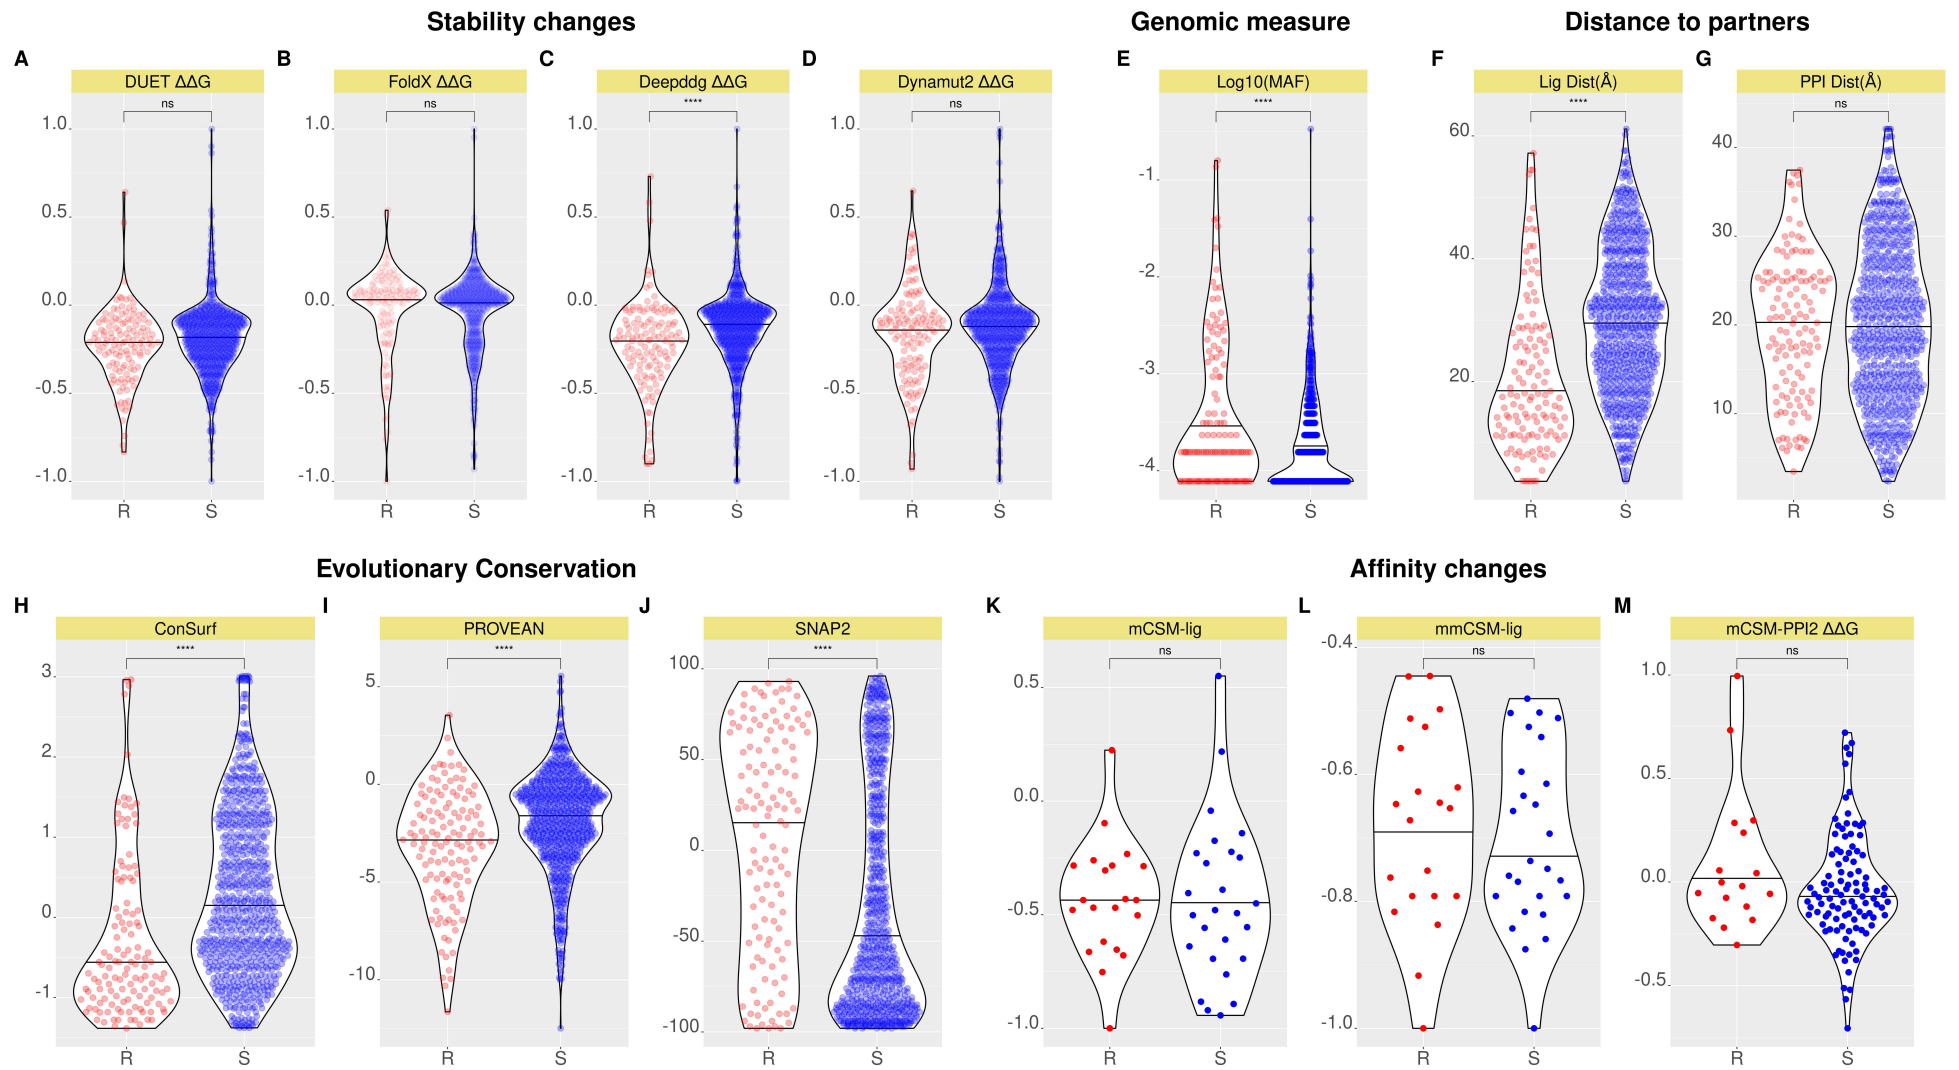 Stability changes
Genomic measure
Distance to partners
A
B
C
D
E
F
G
DUET ΔΔG
FoldX ΔΔG
Deepddg ΔΔG
Dynamut2 ΔΔG
Log10(MAF)
Lig Dist(Å)
PPI Dist(Å)
ns
ns
****
ns
****
****
ns
1.0
0.5
0.0
-0.5
-1.0
1.0
0.5
0.0
-0.5
-1.0
1.0
0.5
0.0
-0.5
-1.0
1.0
0.5
0.0
-0.5
-1.0
-1
-2
-3
-4
60
40
20
40
30
20
10
R S
R S
R S
R S
R S
R S
R S
Evolutionary Conservation
Affinity changes
H
I
J
K
L
M
ConSurf
PROVEAN
SNAP2
mCSM-lig
mmCSM-lig
mCSM-PPI2 ΔΔG
****
****
****
ns
ns
ns
3
2
1
0
-1
5
0
-5
-10
100
50
0
-50
-100
0.5
0.0
-0.5
-1.0
-0.4
-0.6
-0.8
-1.0
1.0
0.5
0.0
-0.5
R S
R S
R S
R S
R S
R S